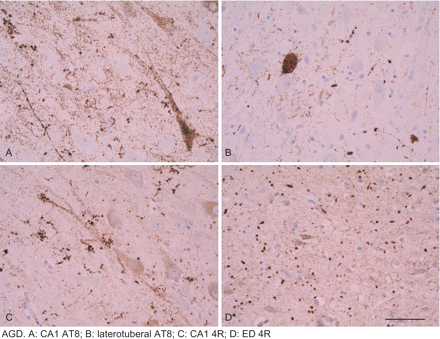 A
B
C
D
AGD. A: CA1 AT8; B: laterotuberal AT8; C: CA1 4R; D: ED 4R